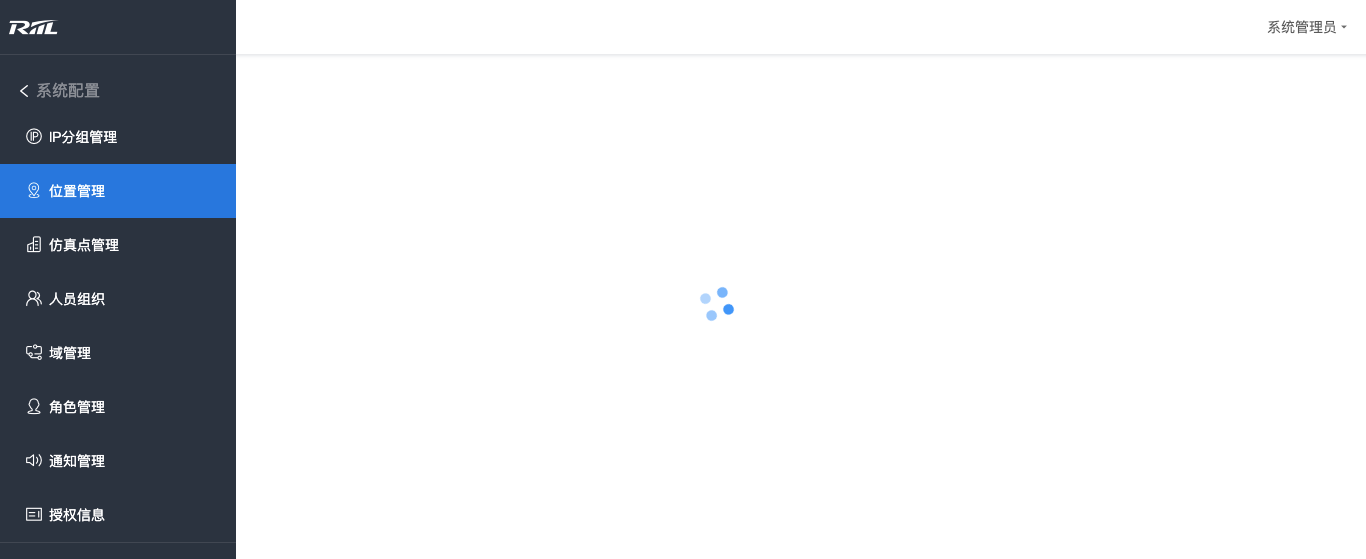 RIIL
系统管理员
系统配置
IP分组管理
位置管理
仿真点管理
人员组织
域管理
角色管理
通知管理
授权信息